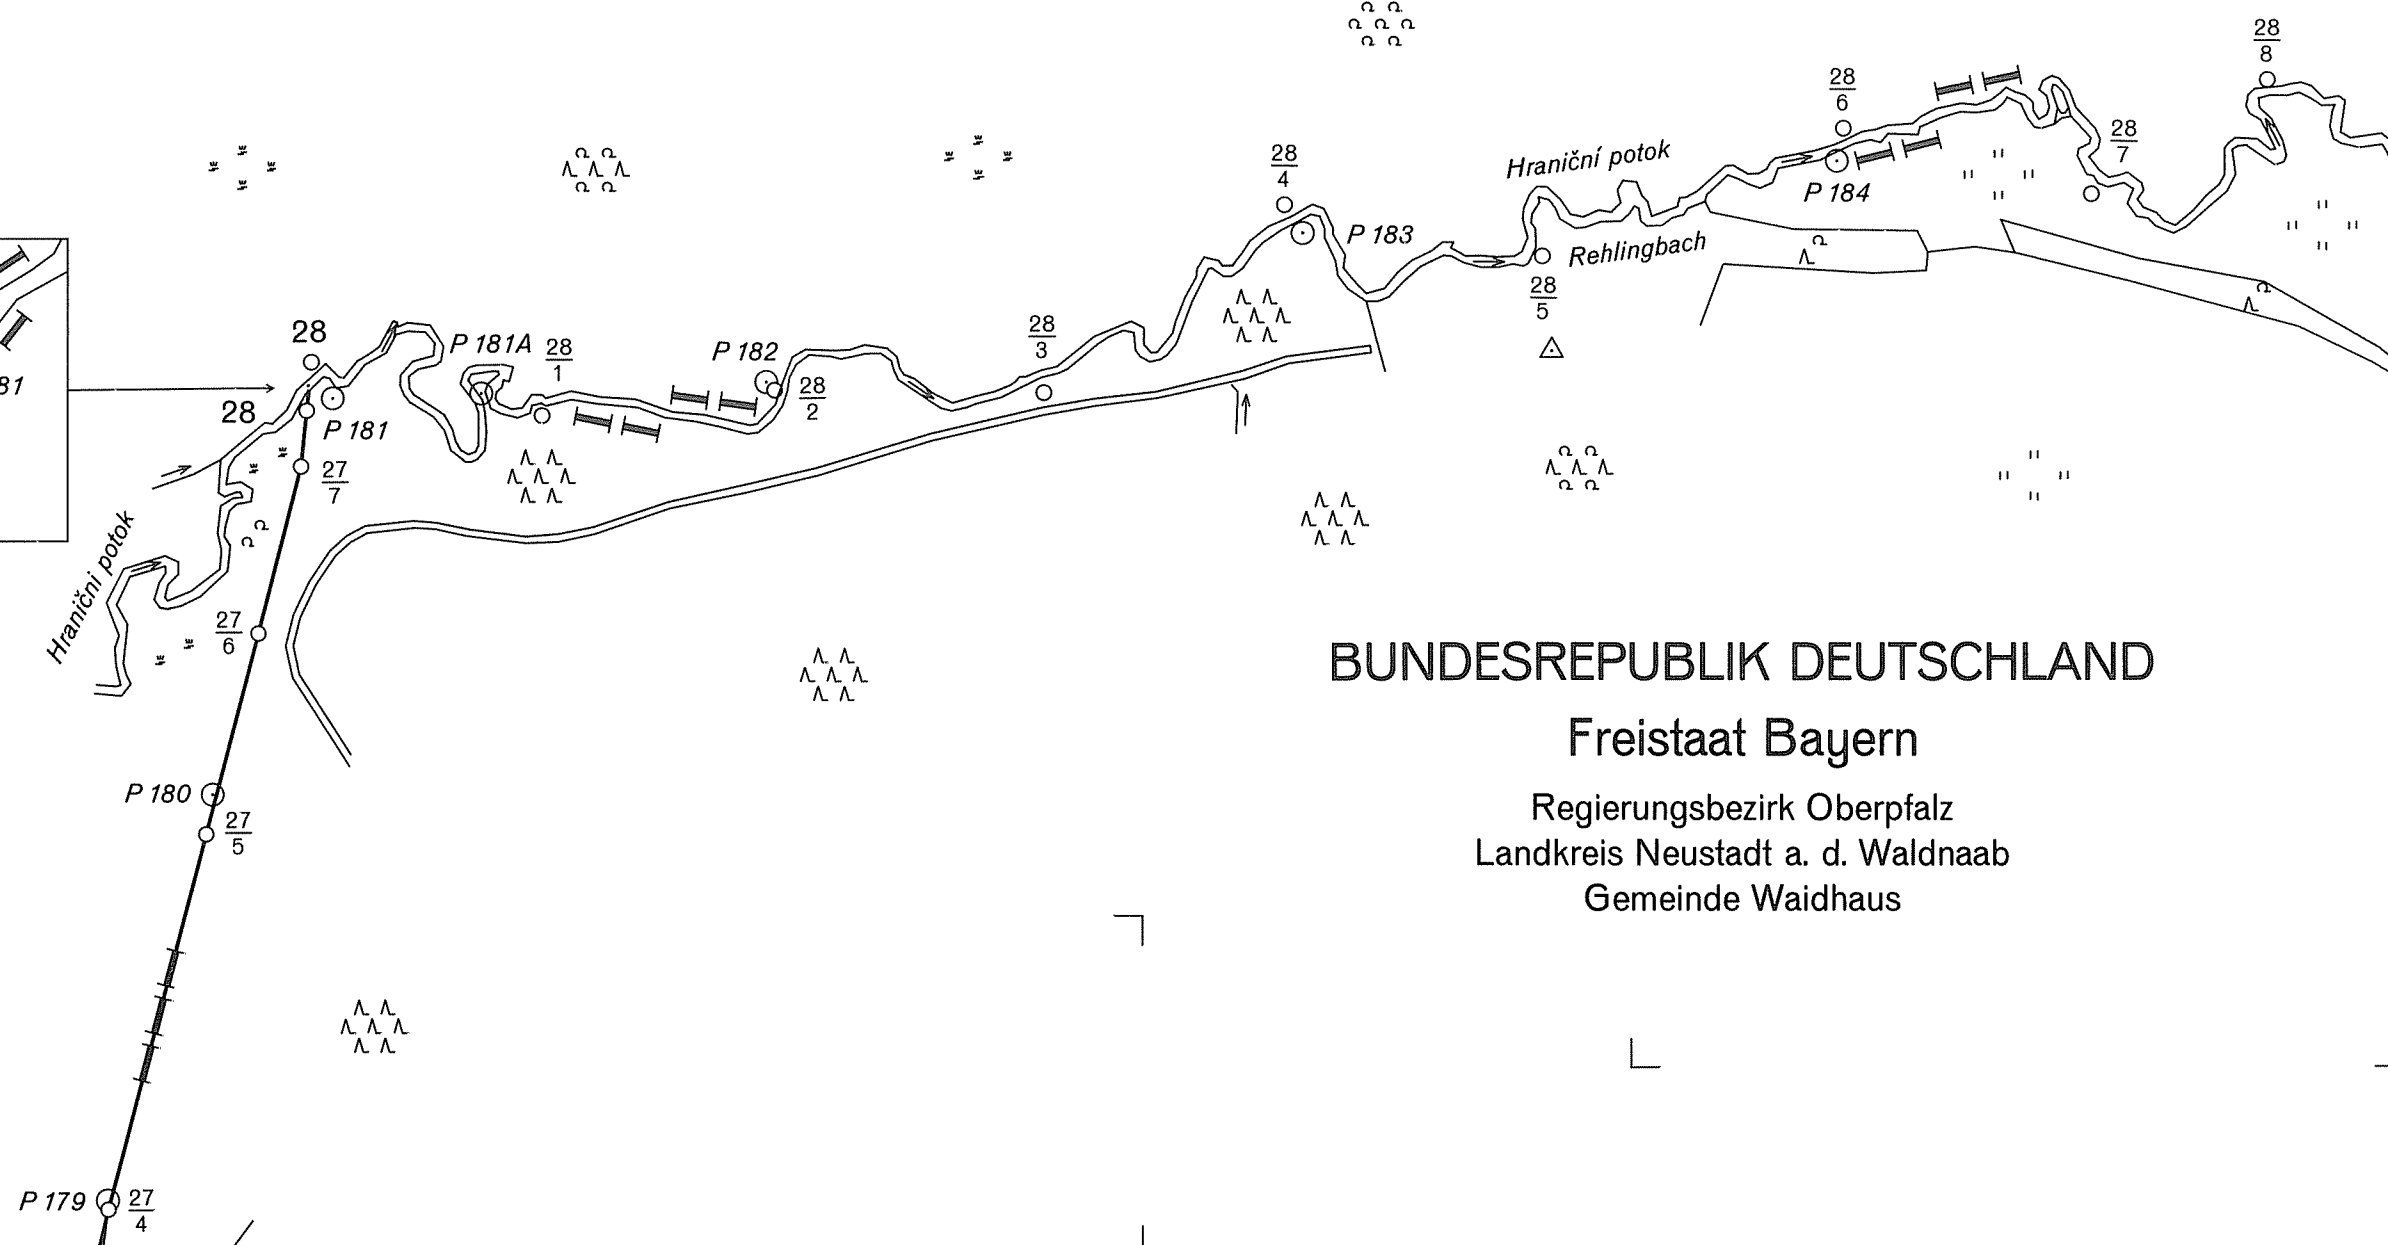 28
8
28
6
28
7
28
4
Hraniční potok
P 184
P 183
Rehlingbach
28
5
28
3
28
P 181A
28
1
P 182
28
2
81
28
P 181
27
7
Hraniční potok
27
6
BUNDESREPUBLIK DEUTSCHLAND
Freistaat Bayern
P 180
27
5
Regierungsbezirk Oberpfalz
Landkreis Neustadt a. d. Waldnaab
Gemeinde Waidhaus
P 179
27
4